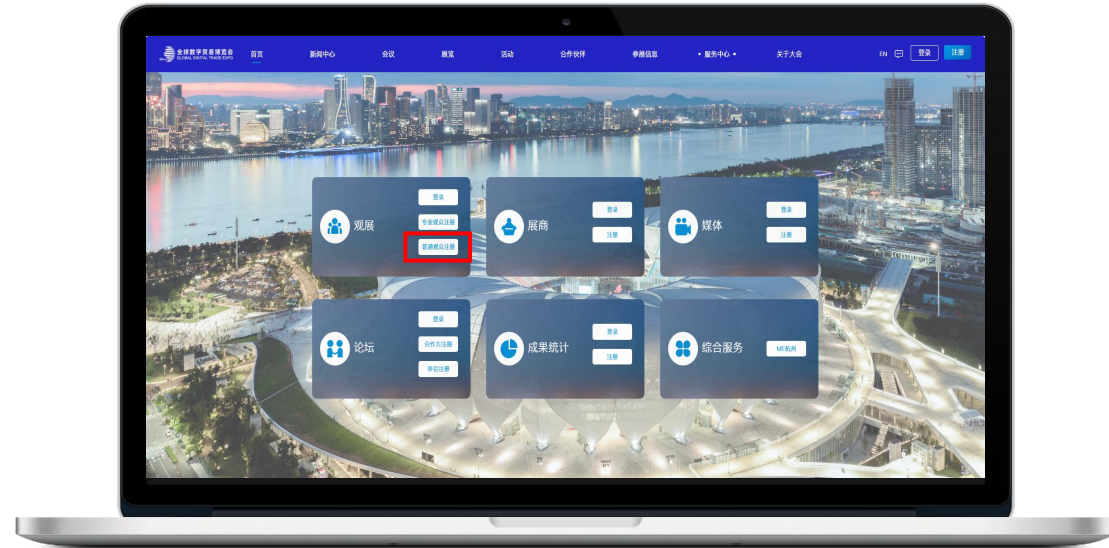 全球数字贸易博览会
GLOBAL DIGITAL TRADE EXPO
首页
新闻中心
会议
展览
活动
合作伙伴
参展信息
• 服务中心 •
关于大会
EN
登录
注册
观展
登录
专业观众注册
普通观众注册
展商
登录
注册
媒体
登录
注册
论坛
登录
合作方注册
参会注册
成果统计
登录
注册
综合服务
ME杭州